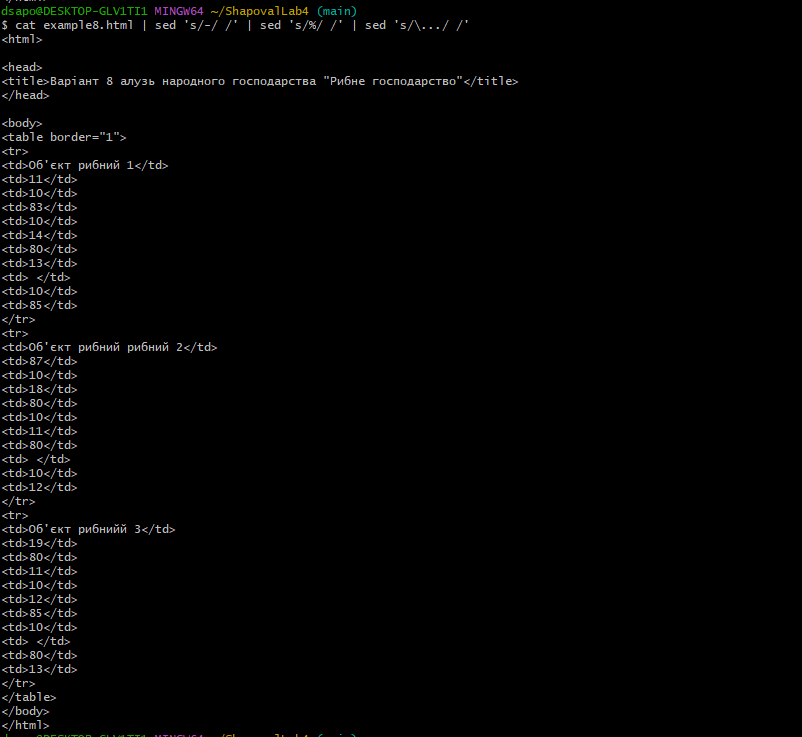 dsapo@DESKTOP-GLV1TI1 MINGW64 ~/ShapovalLab4 (main)
$ cat example8.html | sed 's/-/ /' | sed 's/%/ /' | sed 's/\.../ /'
<html>
<head>
<title>Варіант 8 алузь народного господарства "Рибне господарство"</title>
</head>
<body>
<table border="1">
<tr>
<td>Об'єкт рибний 1</td>
<td>11</td>
<td>10</td>
<td>83</td>
<td>10</td>
<td>14</td>
<td>80</td>
<td>13</td>
<td> </td>
<td>10</td>
<td>85</td>
</tr>
<tr>
<td>Об'єкт рибний рибний 2</td>
<td>87</td>
<td>10</td>
<td>18</td>
<td>80</td>
<td>10</td>
<td>11</td>
<td>80</td>
<td> </td>
<td>10</td>
<td>12</td>
</tr>
<tr>
<td>Об'єкт рибнийй 3</td>
<td>19</td>
<td>80</td>
<td>11</td>
<td>10</td>
<td>12</td>
<td>85</td>
<td>10</td>
<td> </td>
<td>80</td>
<td>13</td>
</tr>
</table>
</body>
</html>